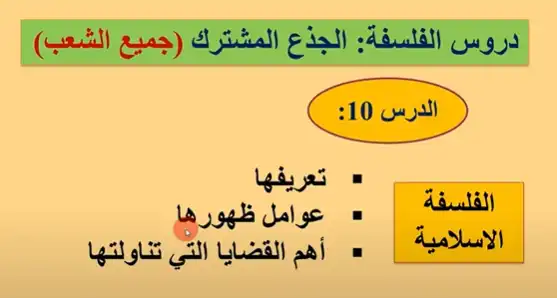 دروس الفلسفة: الجذع المشترك (جميع الشعب)
الدرس 10:
الفلسفة
الاسلامية
▪ تعريفها
▪ عوامل ظهورها
▪ أهم القضايا التي تناولتها